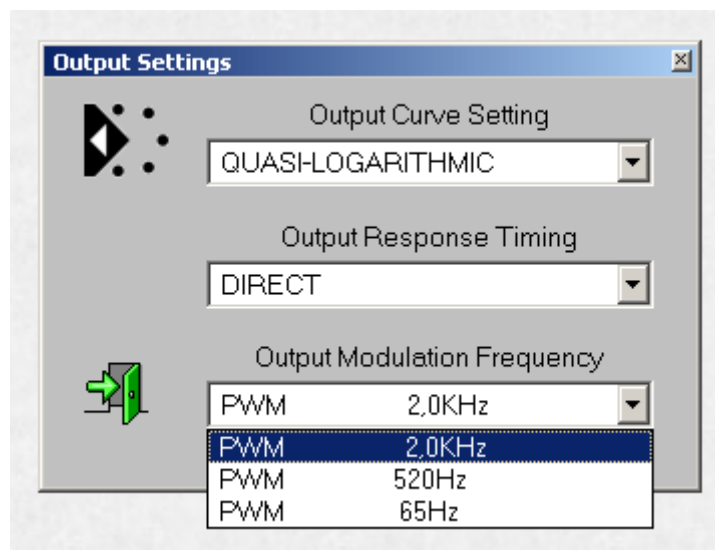 Output Settings
Output Curve Setting
QUASI-LOGARITHMIC
Output Response Timing
DIRECT
Output Modulation Frequency
PWM 2,0KHz
PWM 2,0KHz
PWM 520Hz
PWM 65Hz